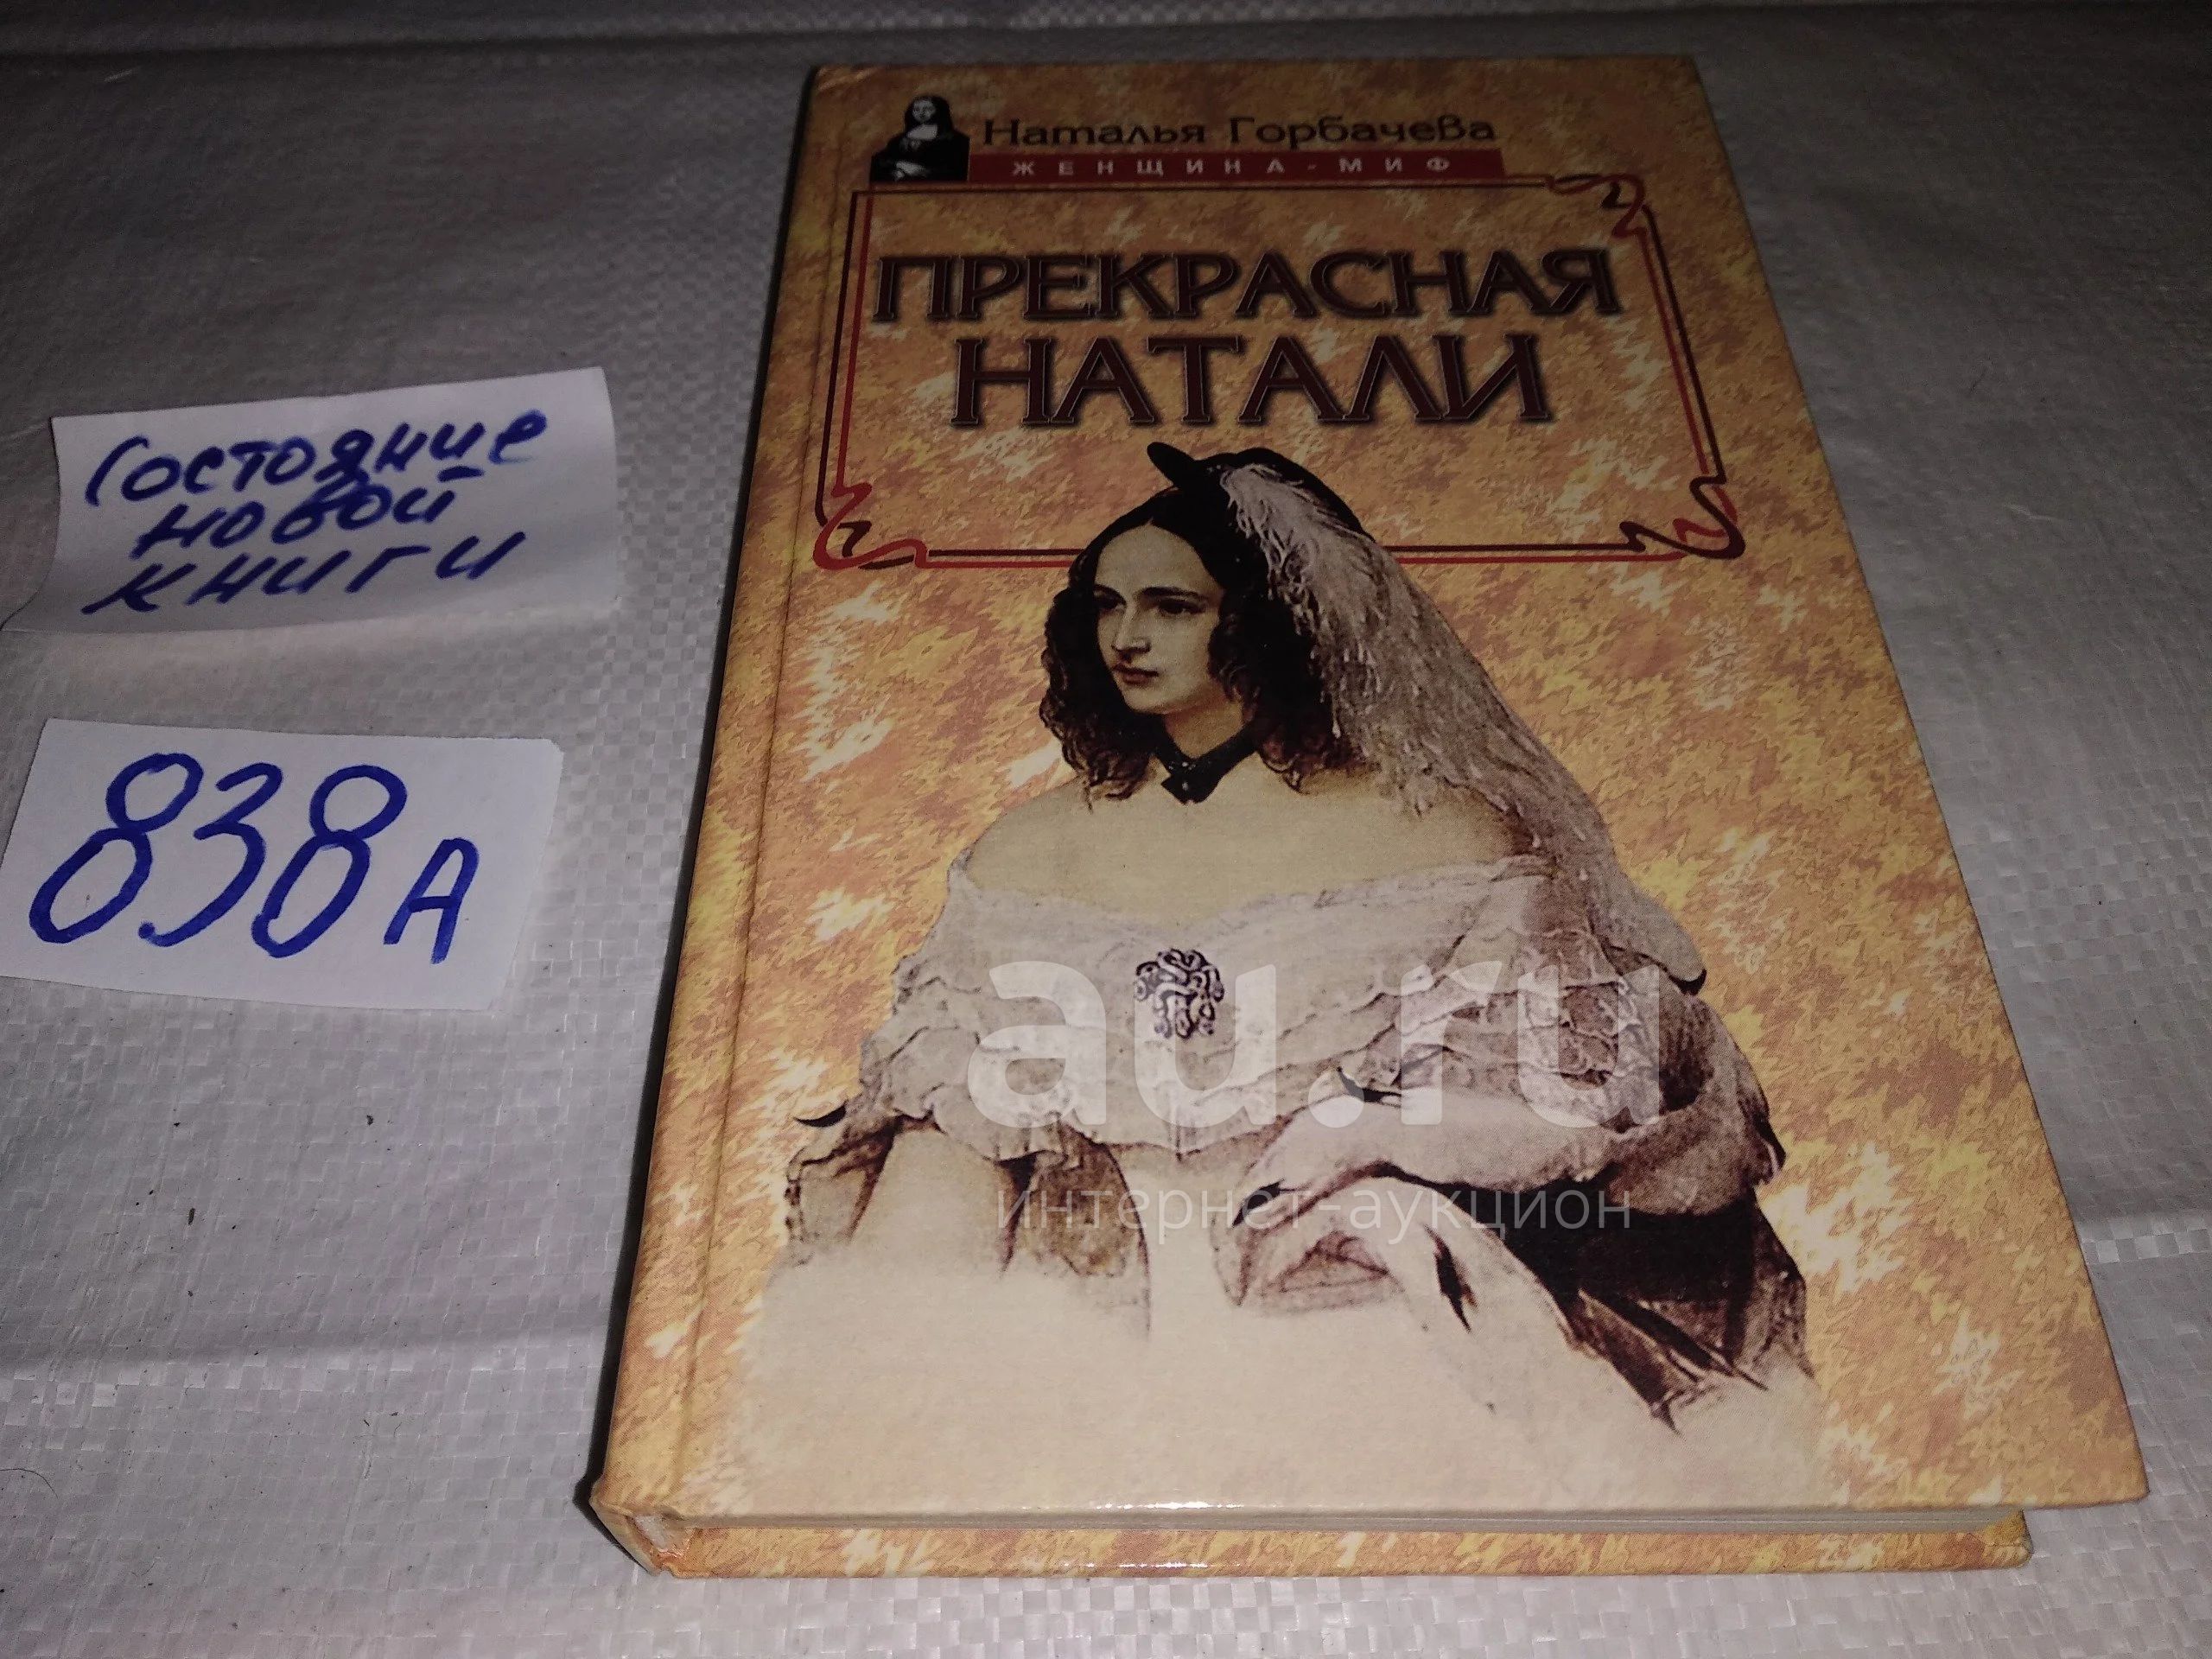 Наталья Горбачева
ЖЕНЩИНА-МИФ
ПРЕКРАСНАЯ
НАТАЛИ
Состояние
новой
книги
838А
au.ru
интернет-аукцион